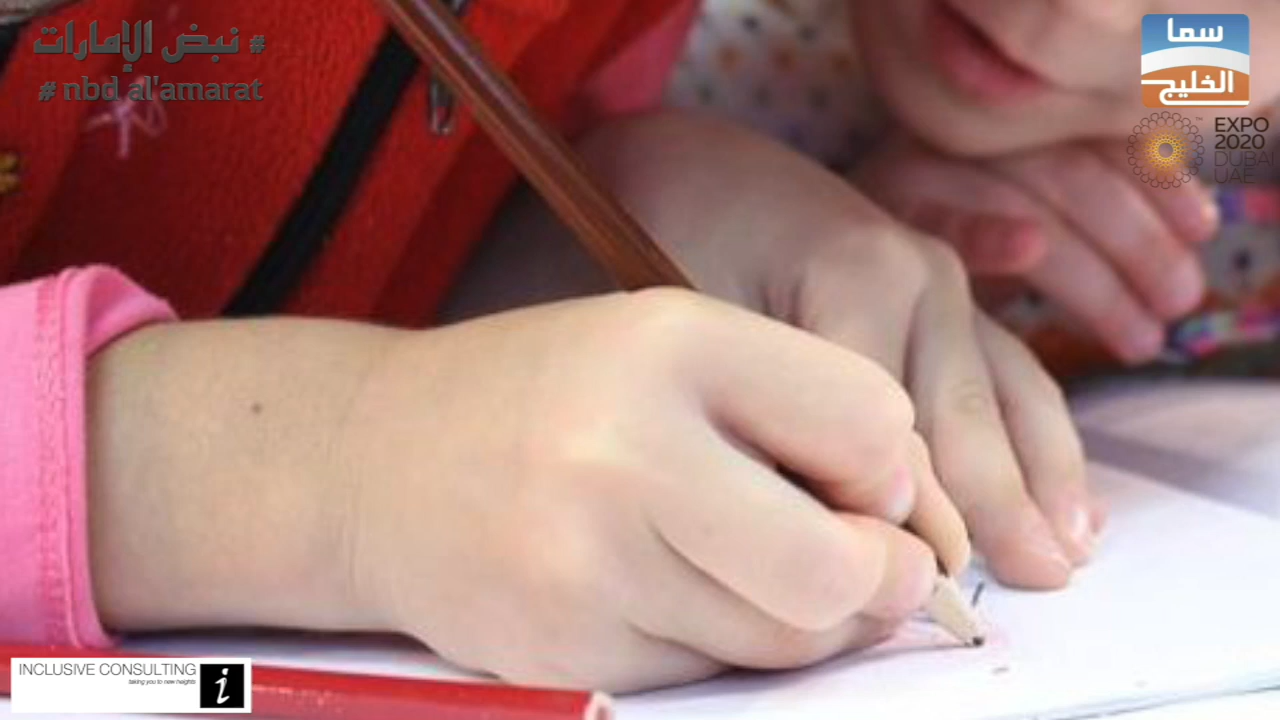 # نبض الإمارات
# nbd al'amarat
سما
الخليج
EXPO
2020
DUBAI
UAE
INCLUSIVE CONSULTING
taking you to new heights
i